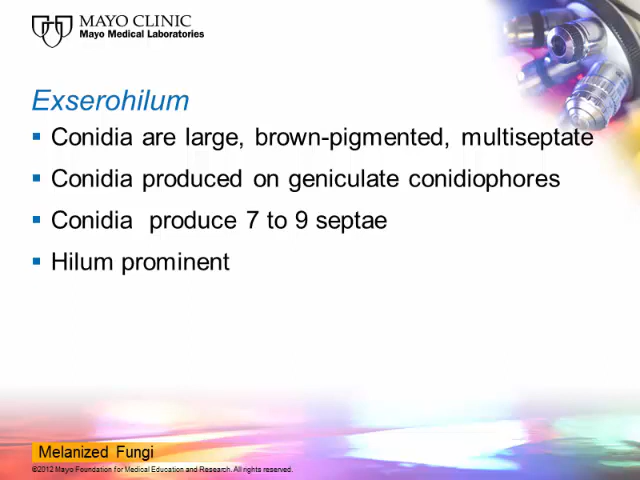 MAYO CLINIC
Mayo Medical Laboratories
Exserohilum
▪ Conidia are large, brown-pigmented, multiseptate
▪ Conidia produced on geniculate conidiophores
▪ Conidia produce 7 to 9 septae
▪ Hilum prominent
Melanized Fungi
©2012 Mayo Foundation for Medical Education and Research. All rights reserved.